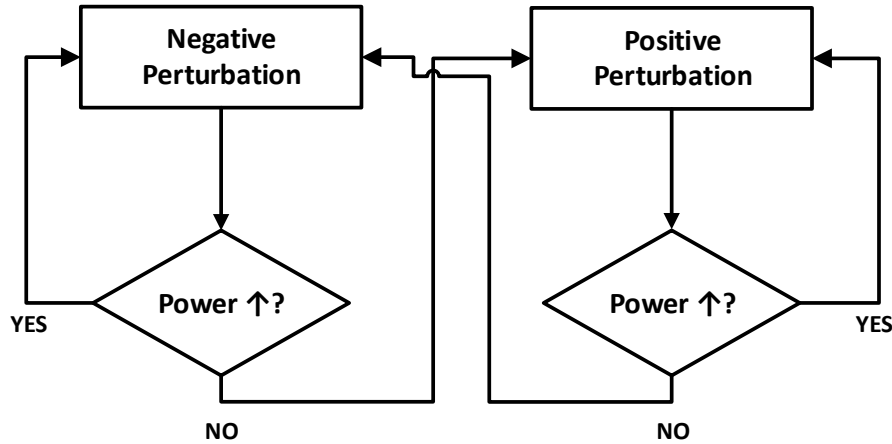 Negative
Perturbation
Positive
Perturbation
Power ↑?
Power ↑?
YES
YES
NO
NO